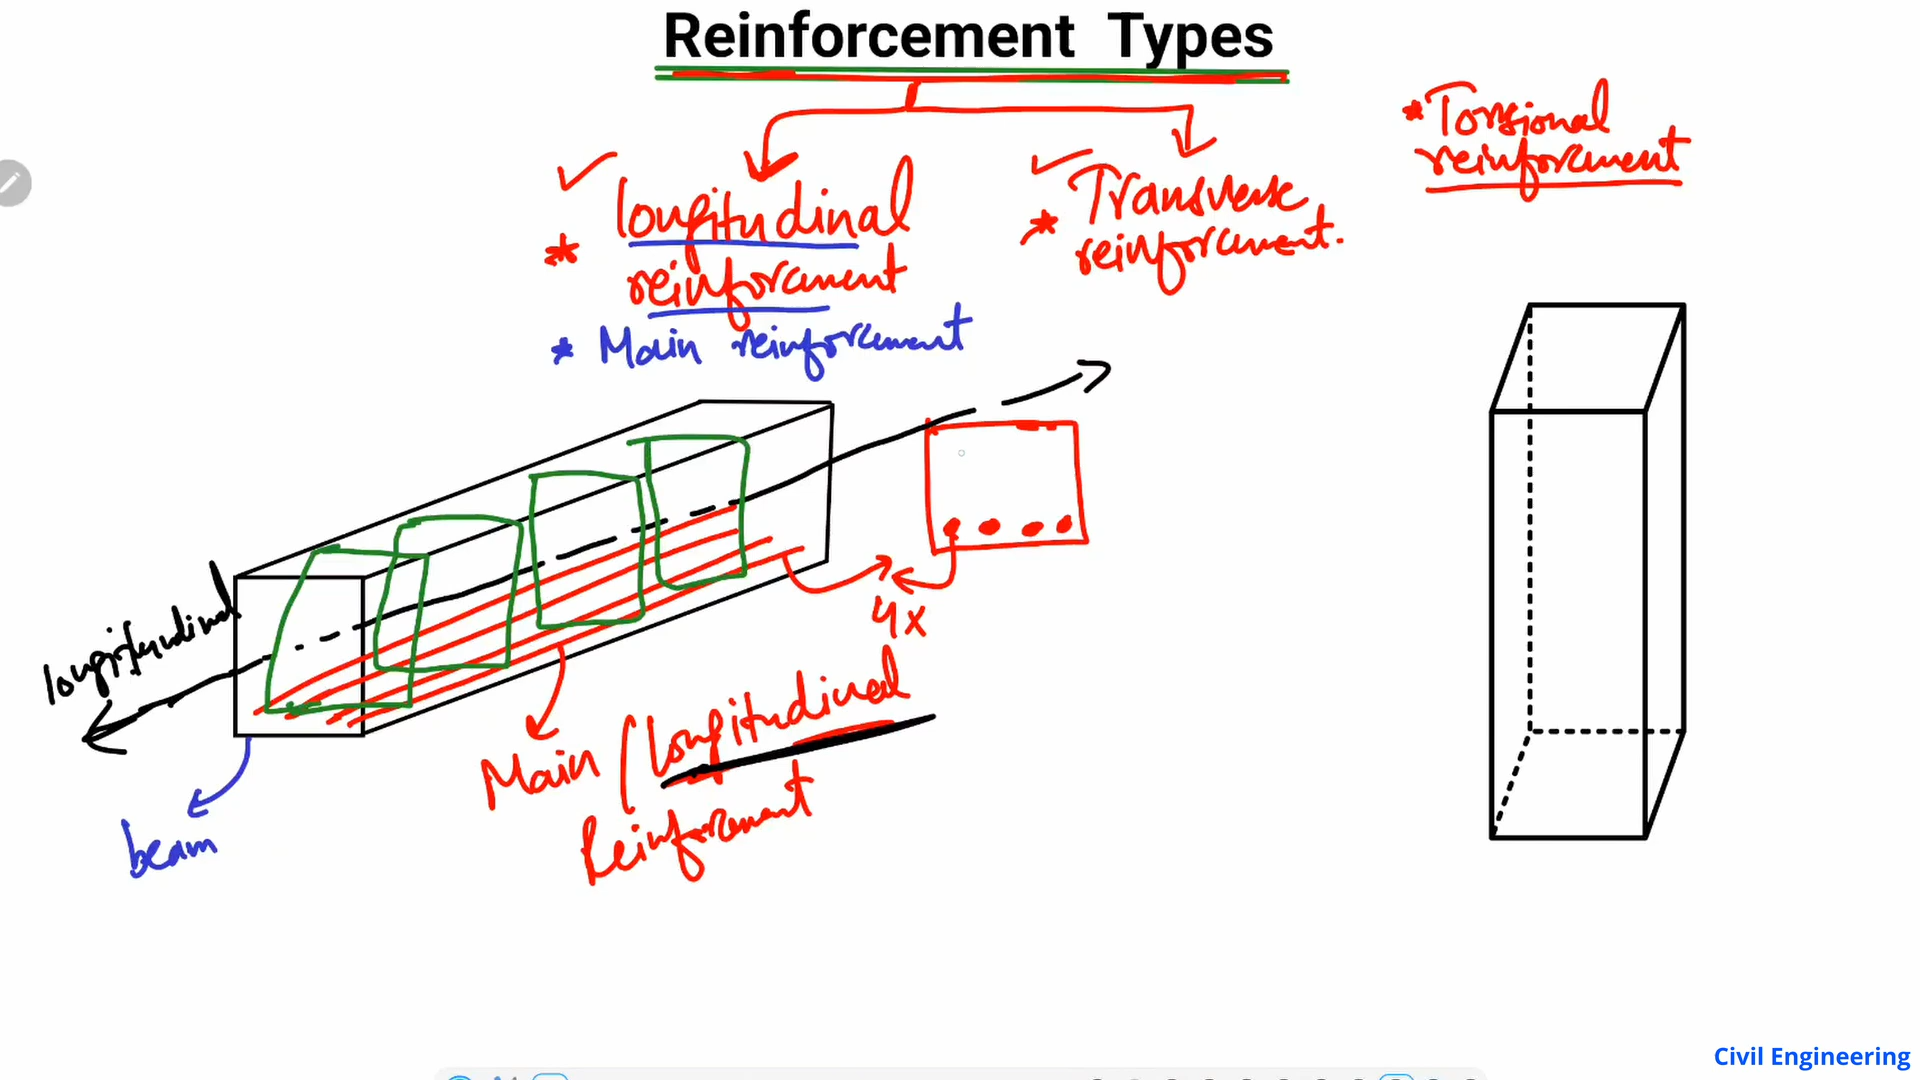 Reinforcement Types
* Torsional
reinforcement
longitudinal
* reinforcement
* Main reinforcement
Transverse
* reinforcement.
longitudinal
4x
Main / longitudinal
Reinforcement
beam
Civil Engineering